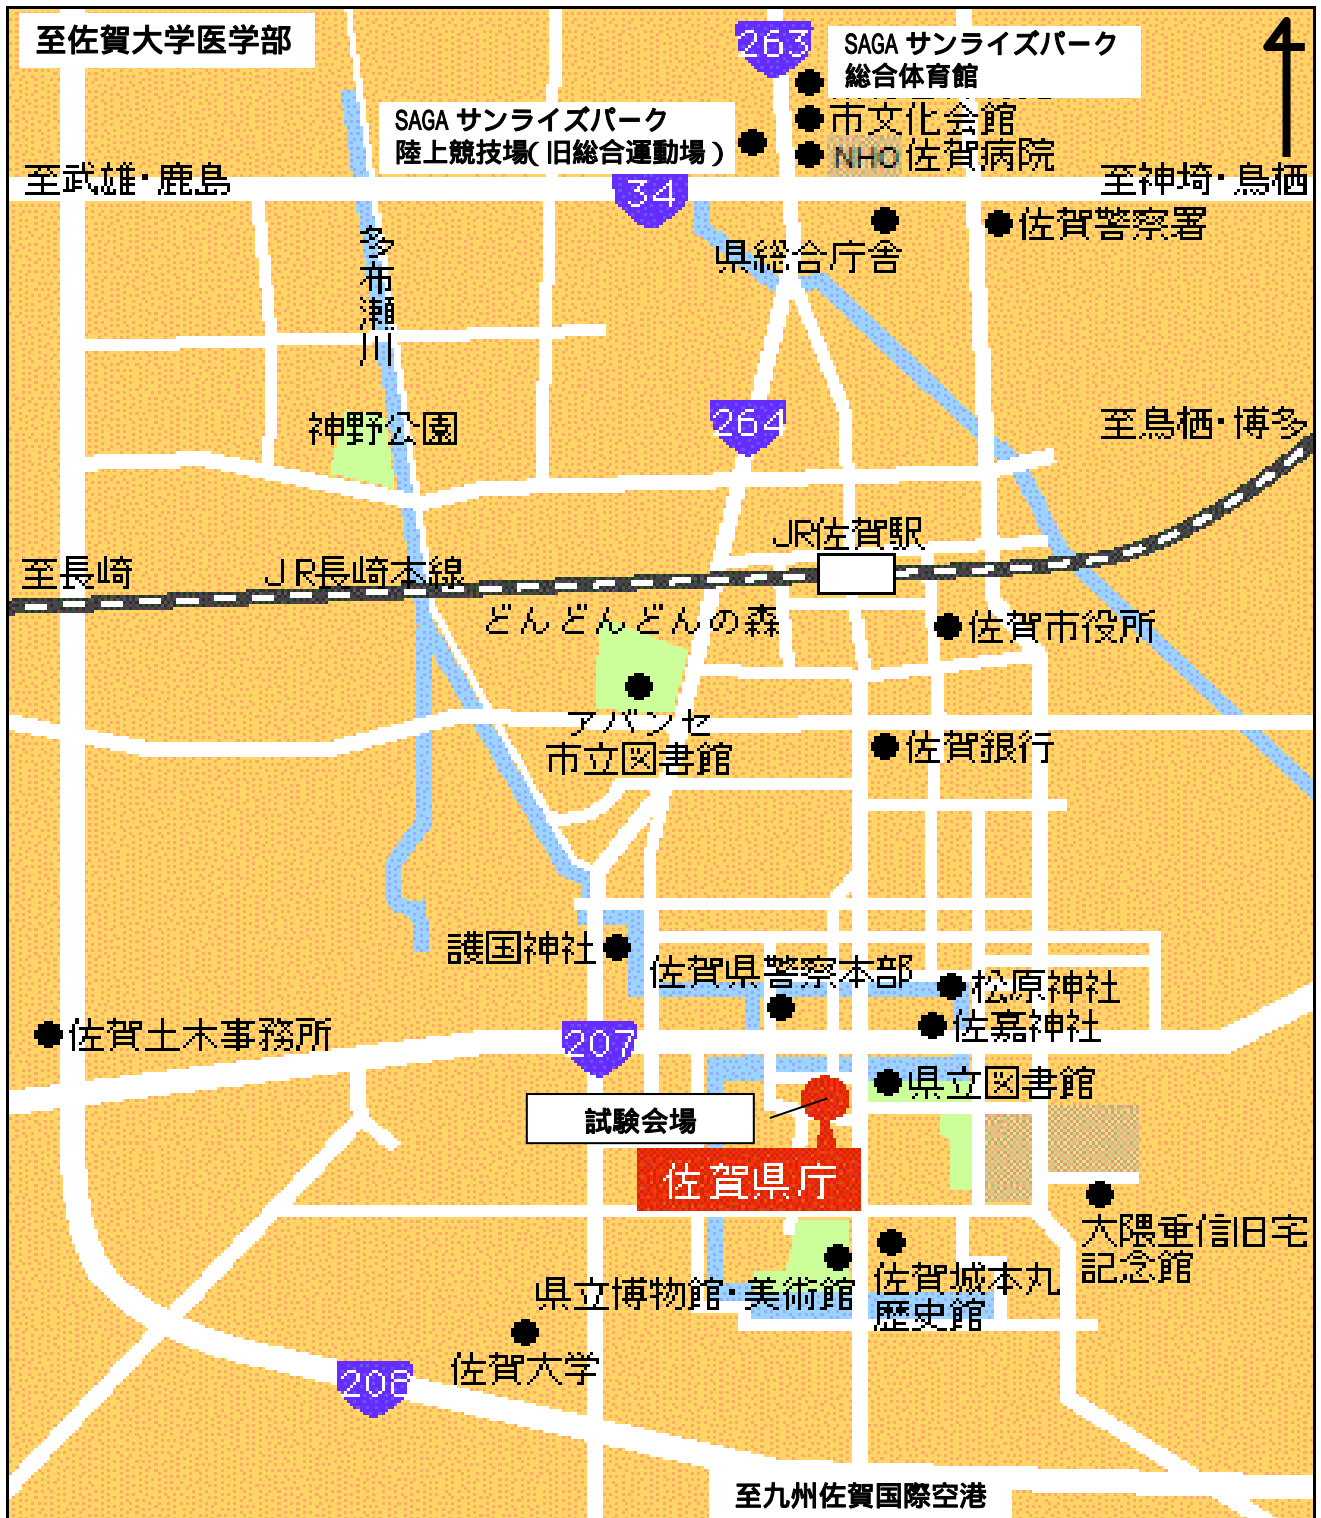 至佐賀大学医学部
263
SAGA サンライズパーク
総合体育館
SAGA サンライズパーク
陸上競技場(旧総合運動場)
市文化会館
NHO 佐賀病院
至武雄・鹿島
34
至神埼・鳥栖
佐賀警察署
県総合庁舎
多布瀬川
神野公園
264
至鳥栖・博多
JR佐賀駅
至長崎
JR長崎本線
どんどんどんの森
佐賀市役所
アバンセ
市立図書館
佐賀銀行
護国神社
佐賀県警察本部
松原神社
佐賀土木事務所
207
佐嘉神社
県立図書館
試験会場
佐賀県庁
大隈重信旧宅
記念館
県立博物館・美術館
佐賀城本丸
歴史館
佐賀大学
208
至九州佐賀国際空港